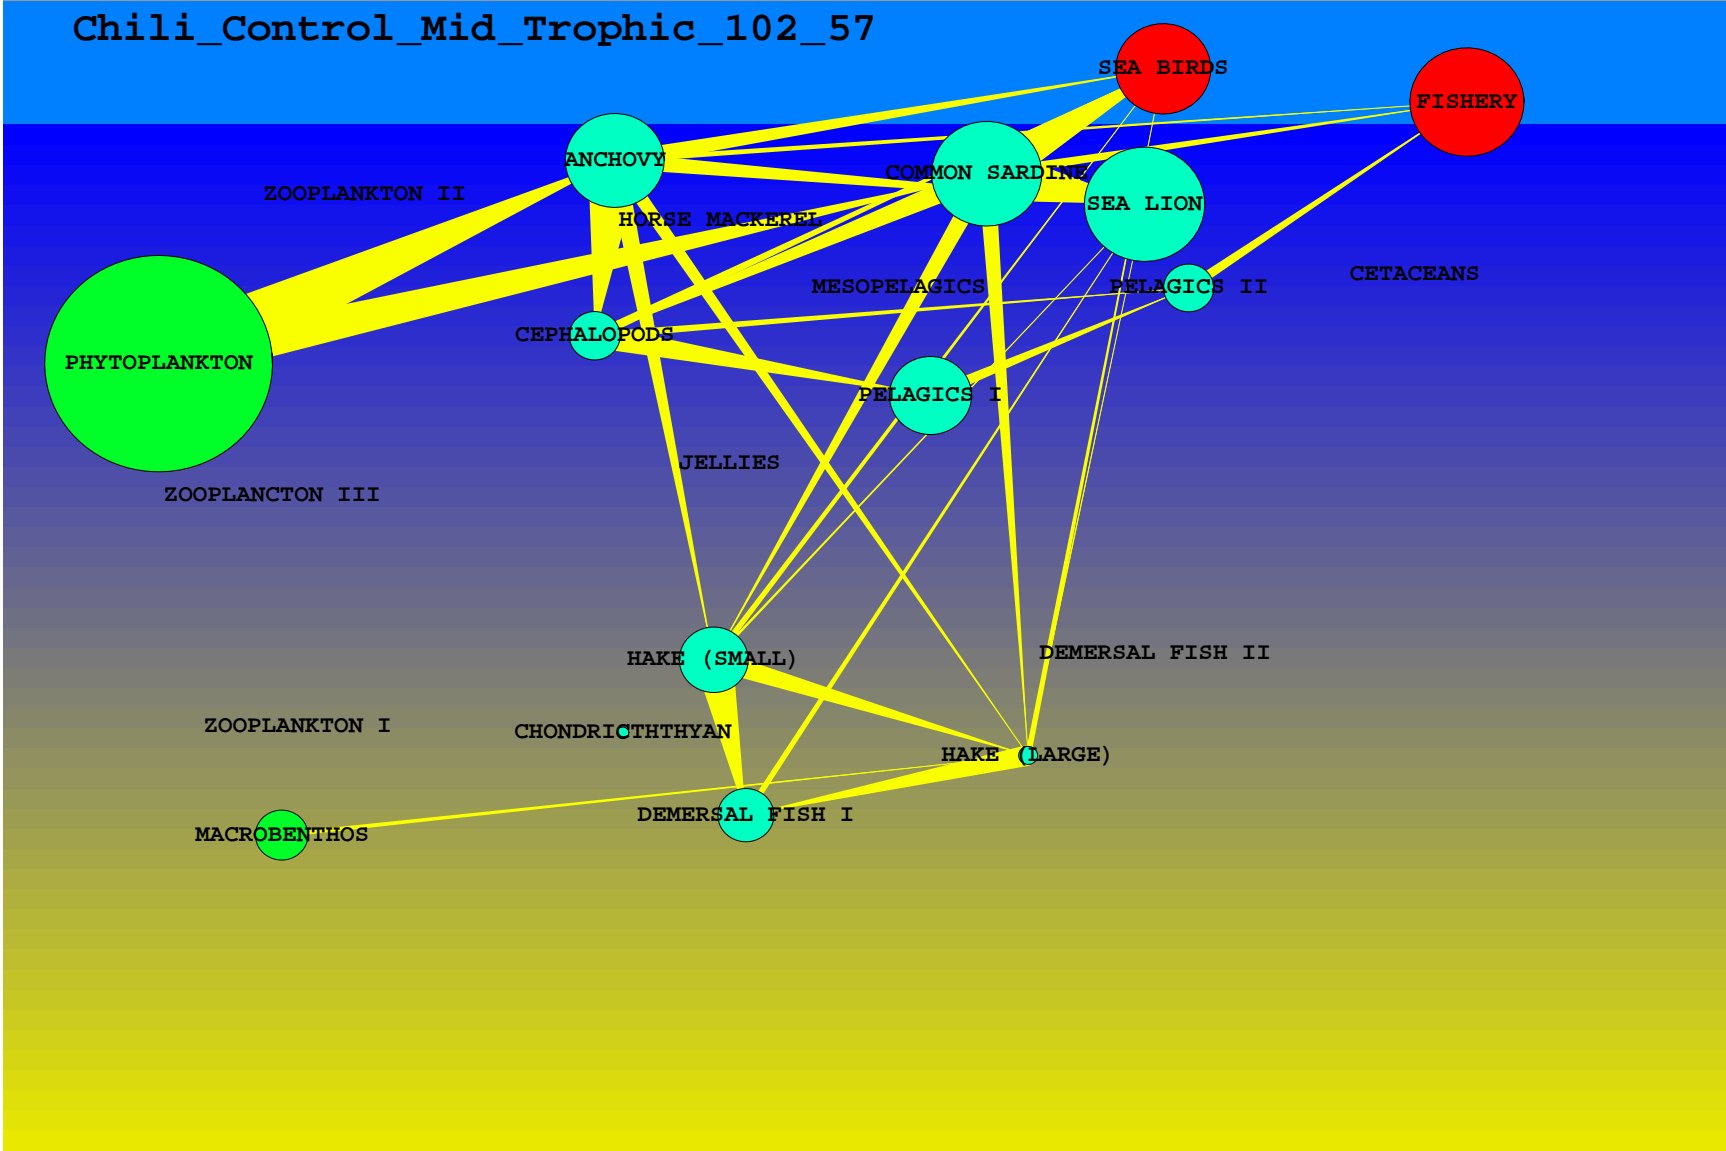 Chili_Control_Mid_Trophic_102_57
SEA BIRDS
FISHERY
ANCHOVY
COMMON SARDINE
ZOOPLANKTON II
SEA LION
HORSE MACKEREL
CETACEANS
MESOPELAGICS
PELAGICS II
CEPHALOPODS
PHYTOPLANKTON
PELAGICS I
JELLIES
ZOOPLANCTON III
DEMERSAL FISH II
HAKE (SMALL)
ZOOPLANKTON I
CHONDRICTHTHYAN
HAKE (LARGE)
DEMERSAL FISH I
MACROBENTHOS